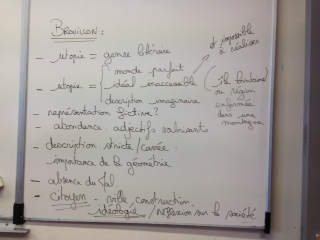 BROUILLON :
- utopie = genre littéraire
≠ impossible à réaliser
- utopie = monde parfait
idéal inaccessible
description imaginaire
(île lointaine ou région enfermée dans une montagne.
- représentation fictive ?
- abondance adjectifs valorisants
- description stricte / carrée.
importance de la géométrie
- absence du Mal
- citoyen - ville, construction.
idéologie / réflexion sur la société.